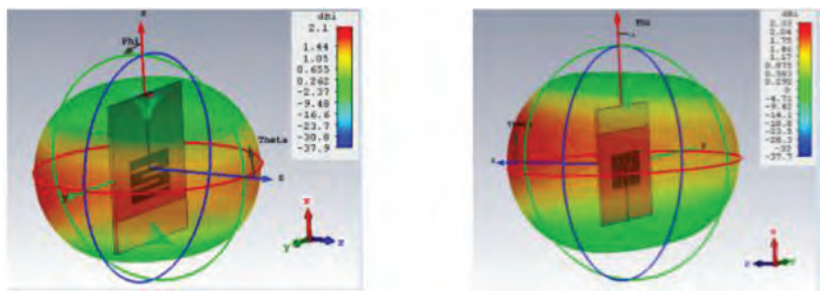 dBi
2.1
1.44
1.05
0.655
0.262
-2.37
-9.48
-16.6
-23.7
-30.8
-37.9
x
Phi
Theta
y
z
x
y
z
dBi
2.33
2.04
1.75
1.46
1.17
0.875
0.583
0.292
0
-4.71
-9.42
-14.1
-18.8
-23.5
-28.3
-33
-37.7
y
z
x
z